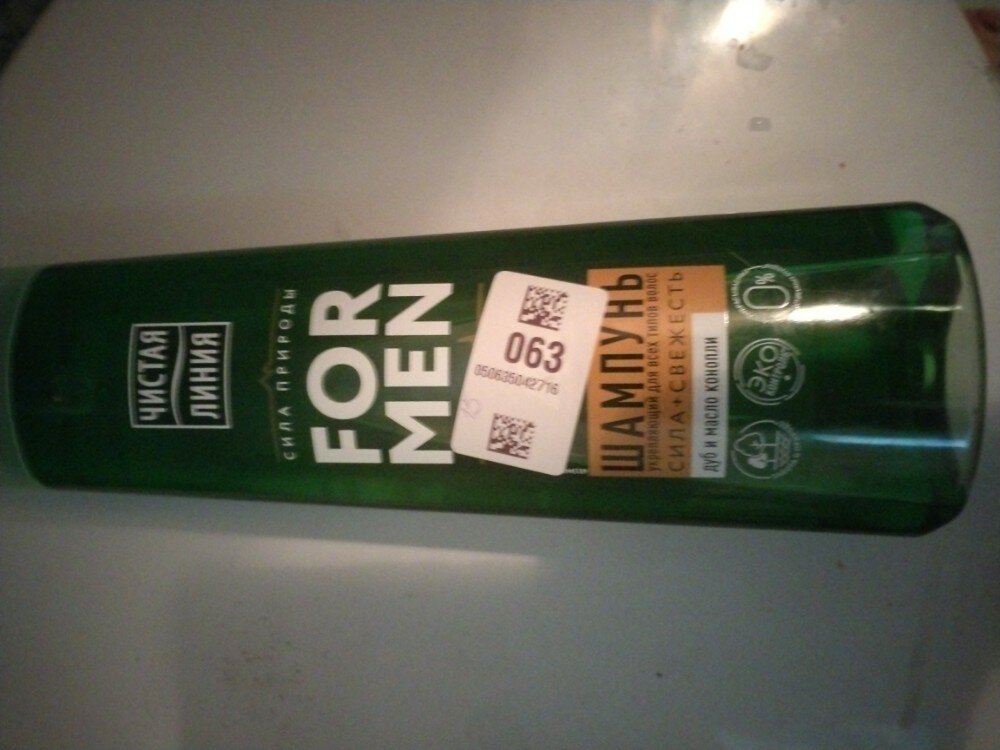 ЧИСТАЯ
ЛИНИЯ
СИЛА ПРИРОДЫ
FOR
MEN
063
050635042716
ШАМПУНЬ
укрепляющий для всех типов волос
СИЛА+СВЕЖЕСТЬ
дуб и масло конопли
ЭКО
0%